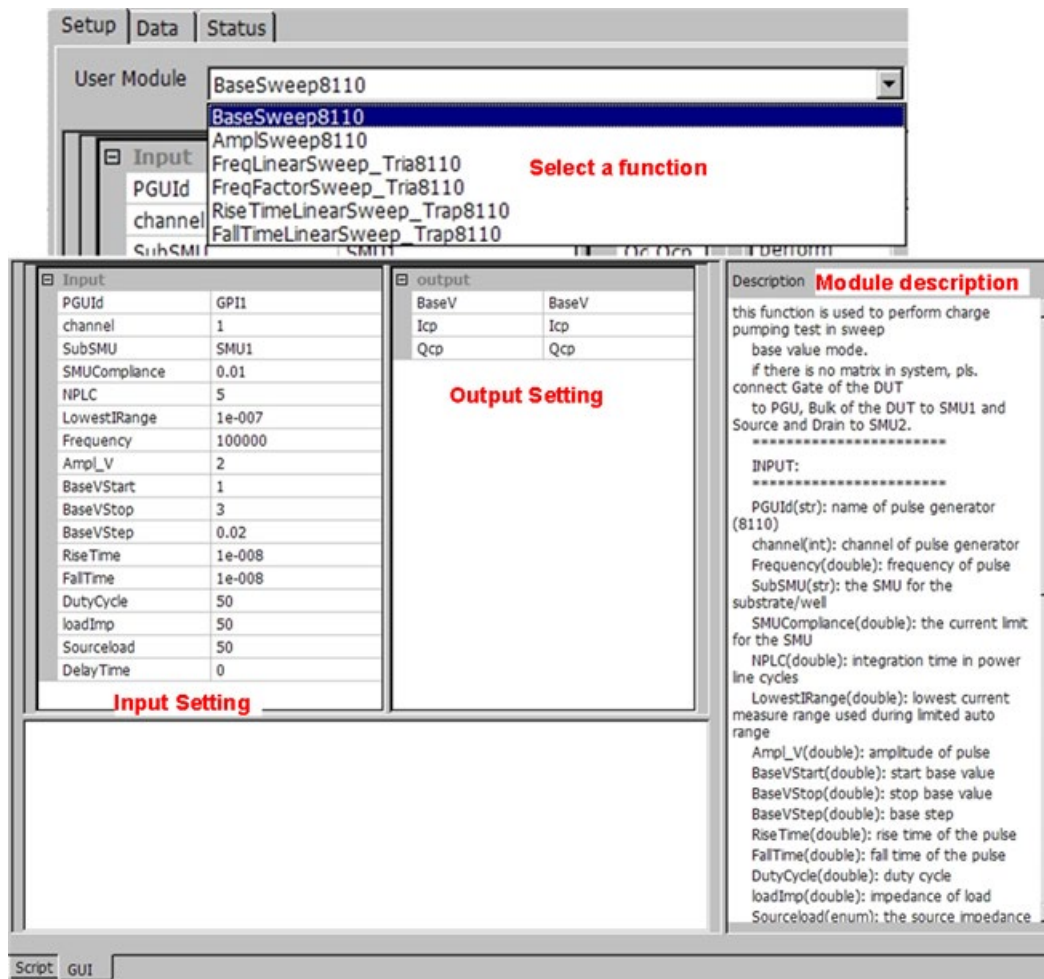 Setup Data Status
User Module BaseSweep8110
BaseSweep8110
AmplSweep8110
FreqLinearSweep_Tria8110
FreqFactorSweep_Tria8110
RiseTimeLinearSweep_Trap8110
FallTimeLinearSweep_Trap8110
Select a function
Input
PGUId
channel
SubSMU SMU1 Qc Qcp Perform
Input
PGUId GPI1
channel 1
SubSMU SMU1
SMUCompliance 0.01
NPLC 5
LowestIRange 1e-007
Frequency 100000
Ampl_V 2
BaseVStart 1
BaseVStop 3
BaseVStep 0.02
RiseTime 1e-008
FallTime 1e-008
DutyCycle 50
loadImp 50
Sourceload 50
DelayTime 0
Input Setting
output
BaseV BaseV
Icp Icp
Qcp Qcp
Output Setting
Description Module description
this function is used to perform charge
pumping test in sweep
base value mode.
if there is no matrix in system, pls.
connect Gate of the DUT
to PGU, Bulk of the DUT to SMU1 and
Source and Drain to SMU2.
************************
INPUT:
************************
PGUId(str): name of pulse generator
(8110)
channel(int): channel of pulse generator
Frequency(double): frequency of pulse
SubSMU(str): the SMU for the
substrate/well
SMUCompliance(double): the current limit
for the SMU
NPLC(double): integration time in power
line cycles
LowestIRange(double): lowest current
measure range used during limited auto
range
Ampl_V(double): amplitude of pulse
BaseVStart(double): start base value
BaseVStop(double): stop base value
BaseVStep(double): base step
RiseTime(double): rise time of the pulse
FallTime(double): fall time of the pulse
DutyCycle(double): duty cycle
loadImp(double): impedance of load
Sourceload(enum): the source impedance
Script GUI